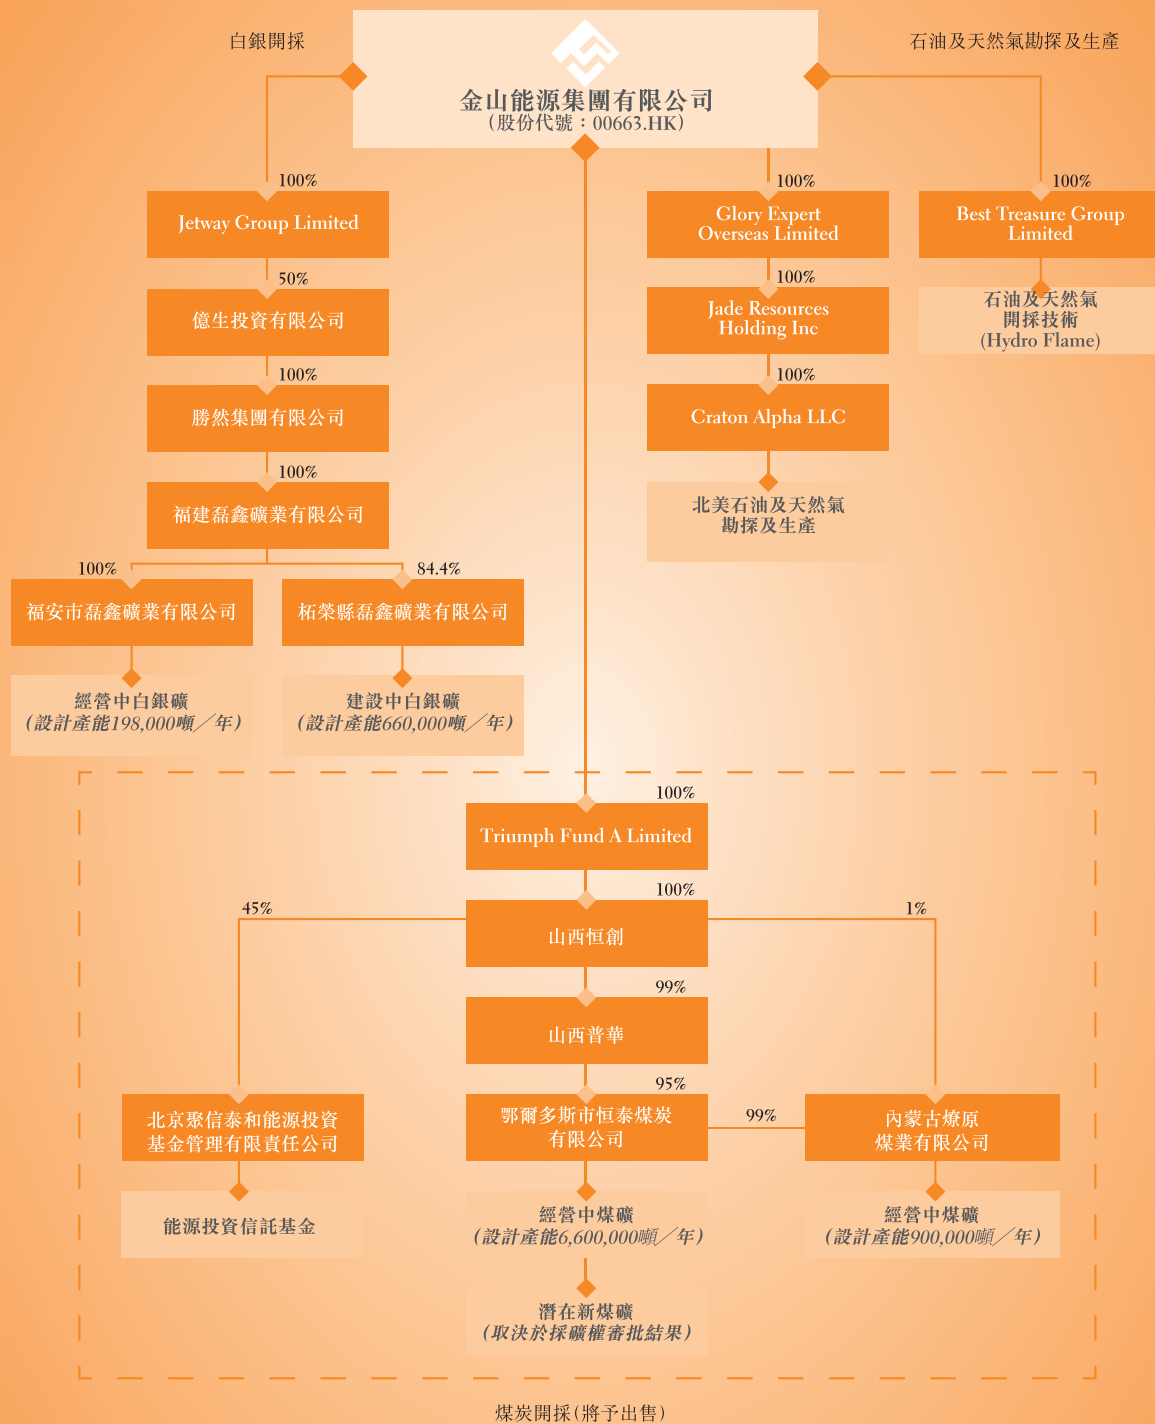 白銀開採
石油及天然氣勘探及生產
金山能源集團有限公司
(股份代號：00663.HK)
100%
Jetway Group Limited
50%
億生投資有限公司
100%
勝然集團有限公司
100%
福建磊鑫礦業有限公司
100%
福安市磊鑫礦業有限公司
經營中白銀礦
(設計產能198,000噸／年)
84.4%
柘榮縣磊鑫礦業有限公司
建設中白銀礦
(設計產能660,000噸／年)
100%
Glory Expert
Overseas Limited
100%
Jade Resources
Holding Inc
100%
Craton Alpha LLC
北美石油及天然氣
勘探及生產
100%
Best Treasure Group
Limited
石油及天然氣
開採技術
(Hydro Flame)
100%
Triumph Fund A Limited
100%
山西恒創
45%
1%
99%
山西普華
95%
北京聚信泰和能源投資
基金管理有限責任公司
能源投資信託基金
鄂爾多斯市恒泰煤炭
有限公司
99%
經營中煤礦
(設計產能6,600,000噸／年)
潛在新煤礦
(取決於採礦權審批結果)
內蒙古燎原
煤業有限公司
經營中煤礦
(設計產能900,000噸／年)
煤炭開採(將予出售)